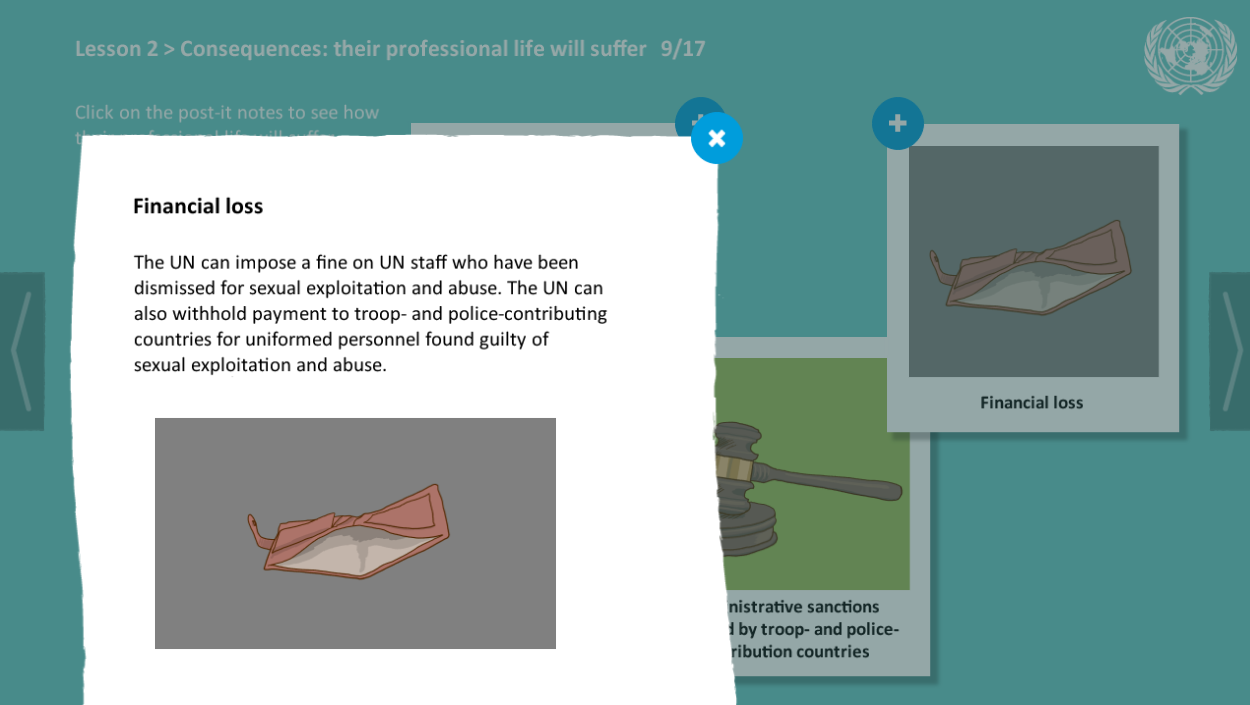 Lesson 2 > Consequences: their professional life will suffer 9/17
Click on the post-it notes to see how
Financial loss
The UN can impose a fine on UN staff who have been
dismissed for sexual exploitation and abuse. The UN can
also withhold payment to troop- and police-contributing
countries for uniformed personnel found guilty of
sexual exploitation and abuse.
Financial loss
sanctions
by troop- and police-
countries